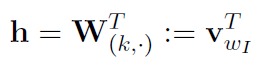 h = W^T_{(k,·)} := v^T_{w_I}